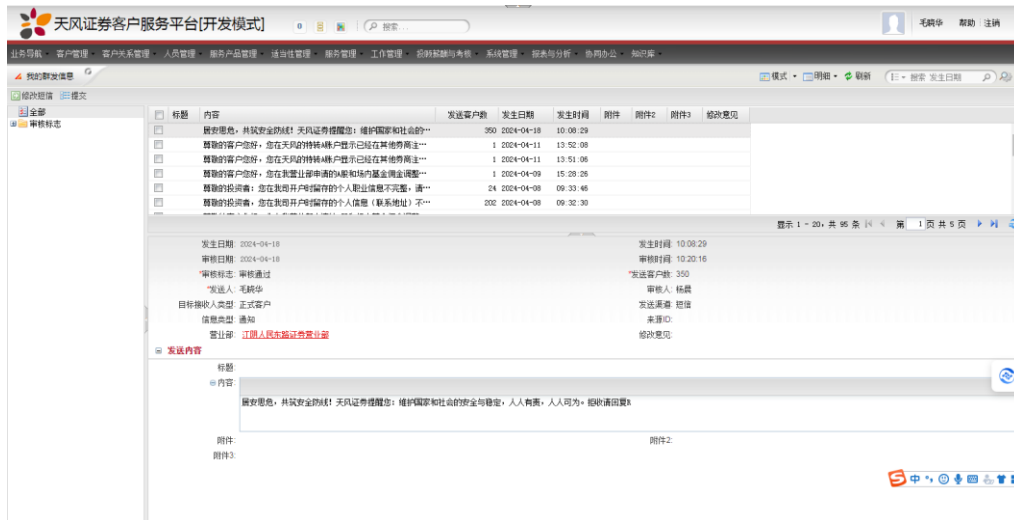 天风证券客户服务平台[开发模式] 0 搜索... 毛晓华 帮助 注销
业务导航 客户管理 客户关系管理 人员管理 服务产品管理 适当性管理 服务管理 工作管理 投顾薪酬与考核 系统管理 报表与分析 协同办公 知识库
我的群发信息 模式 明细 刷新 搜索 发生日期
修改短信 提交
全部
审核标志
标题 内容 发送客户数 发生日期 发生时间 附件 附件2 附件3 修改意见
居安思危，共筑安全防线！天风证券提醒您：维护国家和社会的… 350 2024-04-18 10:08:29
尊敬的客户您好，您在天风的特转A账户显示已经在其他券商注… 1 2024-04-11 13:52:08
尊敬的客户您好，您在天风的特转A账户显示已经在其他券商注… 1 2024-04-11 13:51:06
尊敬的客户您好，您在我营业部申请的A股和场内基金佣金调整… 1 2024-04-09 15:28:26
尊敬的投资者：您在我司开户时留存的个人职业信息不完整，请… 24 2024-04-08 09:33:46
尊敬的投资者：您在我司开户时留存的个人信息（联系地址）不… 202 2024-04-08 09:32:30
显示 1 - 20，共 95 条 第 1 页 共 5 页
发生日期: 2024-04-18 发生时间: 10:08:29
审核日期: 2024-04-18 审核时间: 10:20:16
*审核标志: 审核通过 *发送客户数: 350
*发送人: 毛晓华 审核人: 杨晨
目标接收人类型: 正式客户 发送渠道: 短信
信息类型: 通知 来源ID:
营业部: 江阴人民东路证券营业部 修改意见:
发送内容
标题:
内容:
居安思危，共筑安全防线！天风证券提醒您：维护国家和社会的安全与稳定，人人有责，人人可为。拒收请回复R
附件: 附件2:
附件3:
中